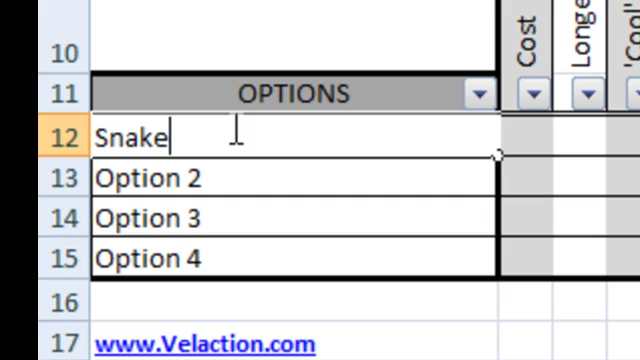 10
Cost
'Cool'
11 OPTIONS
12 Snake
13 Option 2
14 Option 3
15 Option 4
16
17 www.Velaction.com